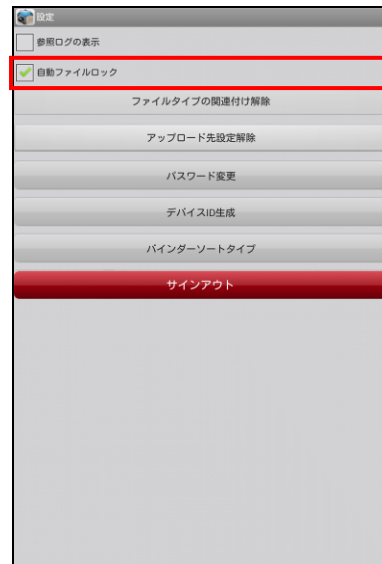 設定
参照ログの表示
自動ファイルロック
ファイルタイプの関連付け解除
アップロード先設定解除
パスワード変更
デバイスID生成
バインダーソートタイプ
サインアウト